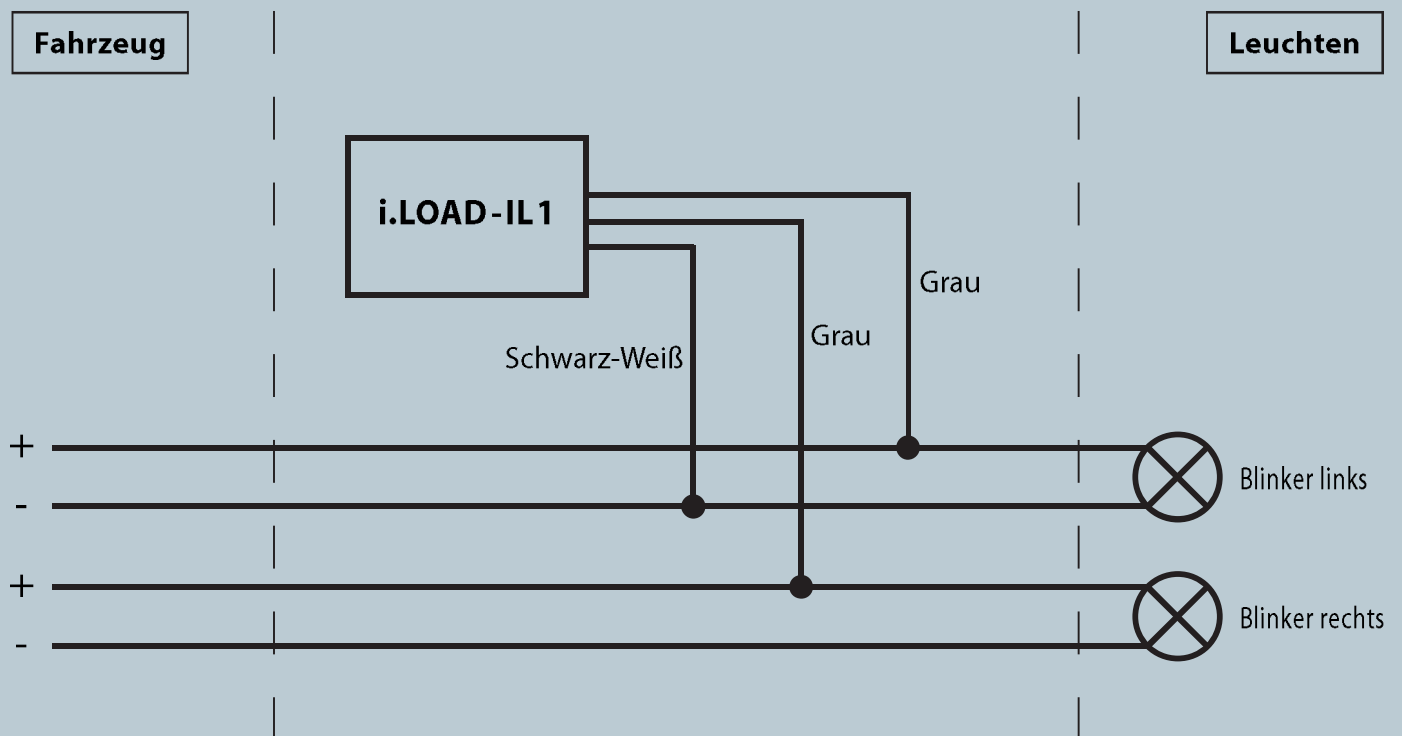 Fahrzeug
Leuchten
i.LOAD-IL1
Grau
Grau
Schwarz-Weiß
+
-
Blinker links
+
-
Blinker rechts